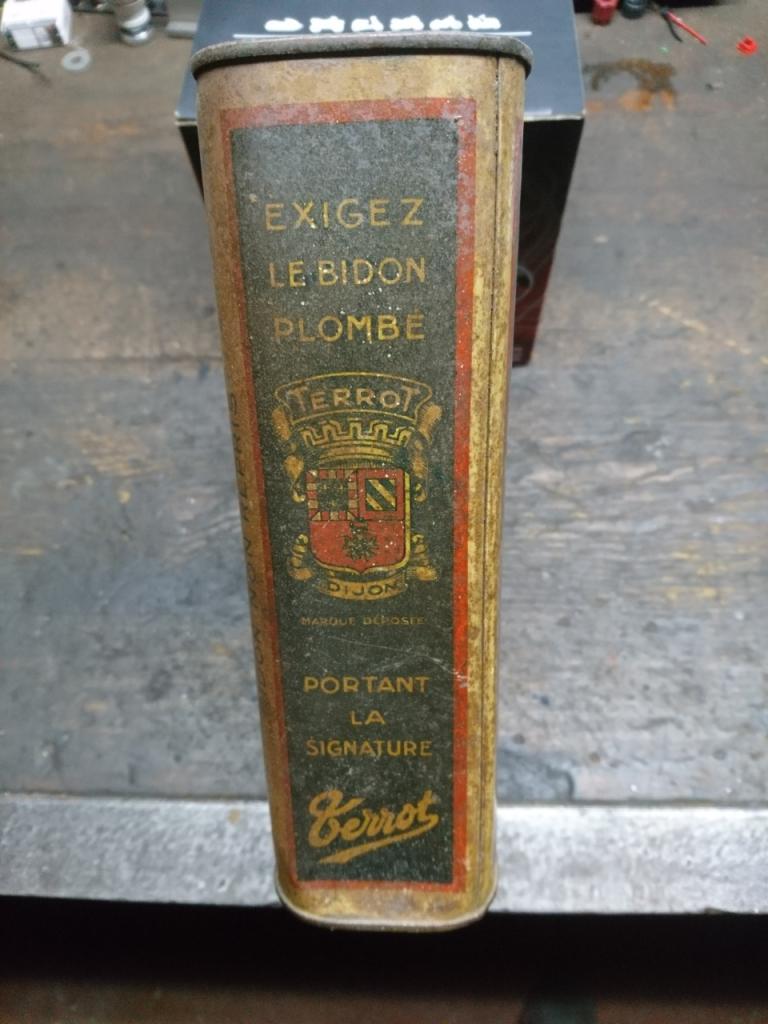 EXIGEZ
LE BIDON
PLOMBÉ
TERROT
DIJON
MARQUE DÉPOSÉE
PORTANT
LA
SIGNATURE
Terrot